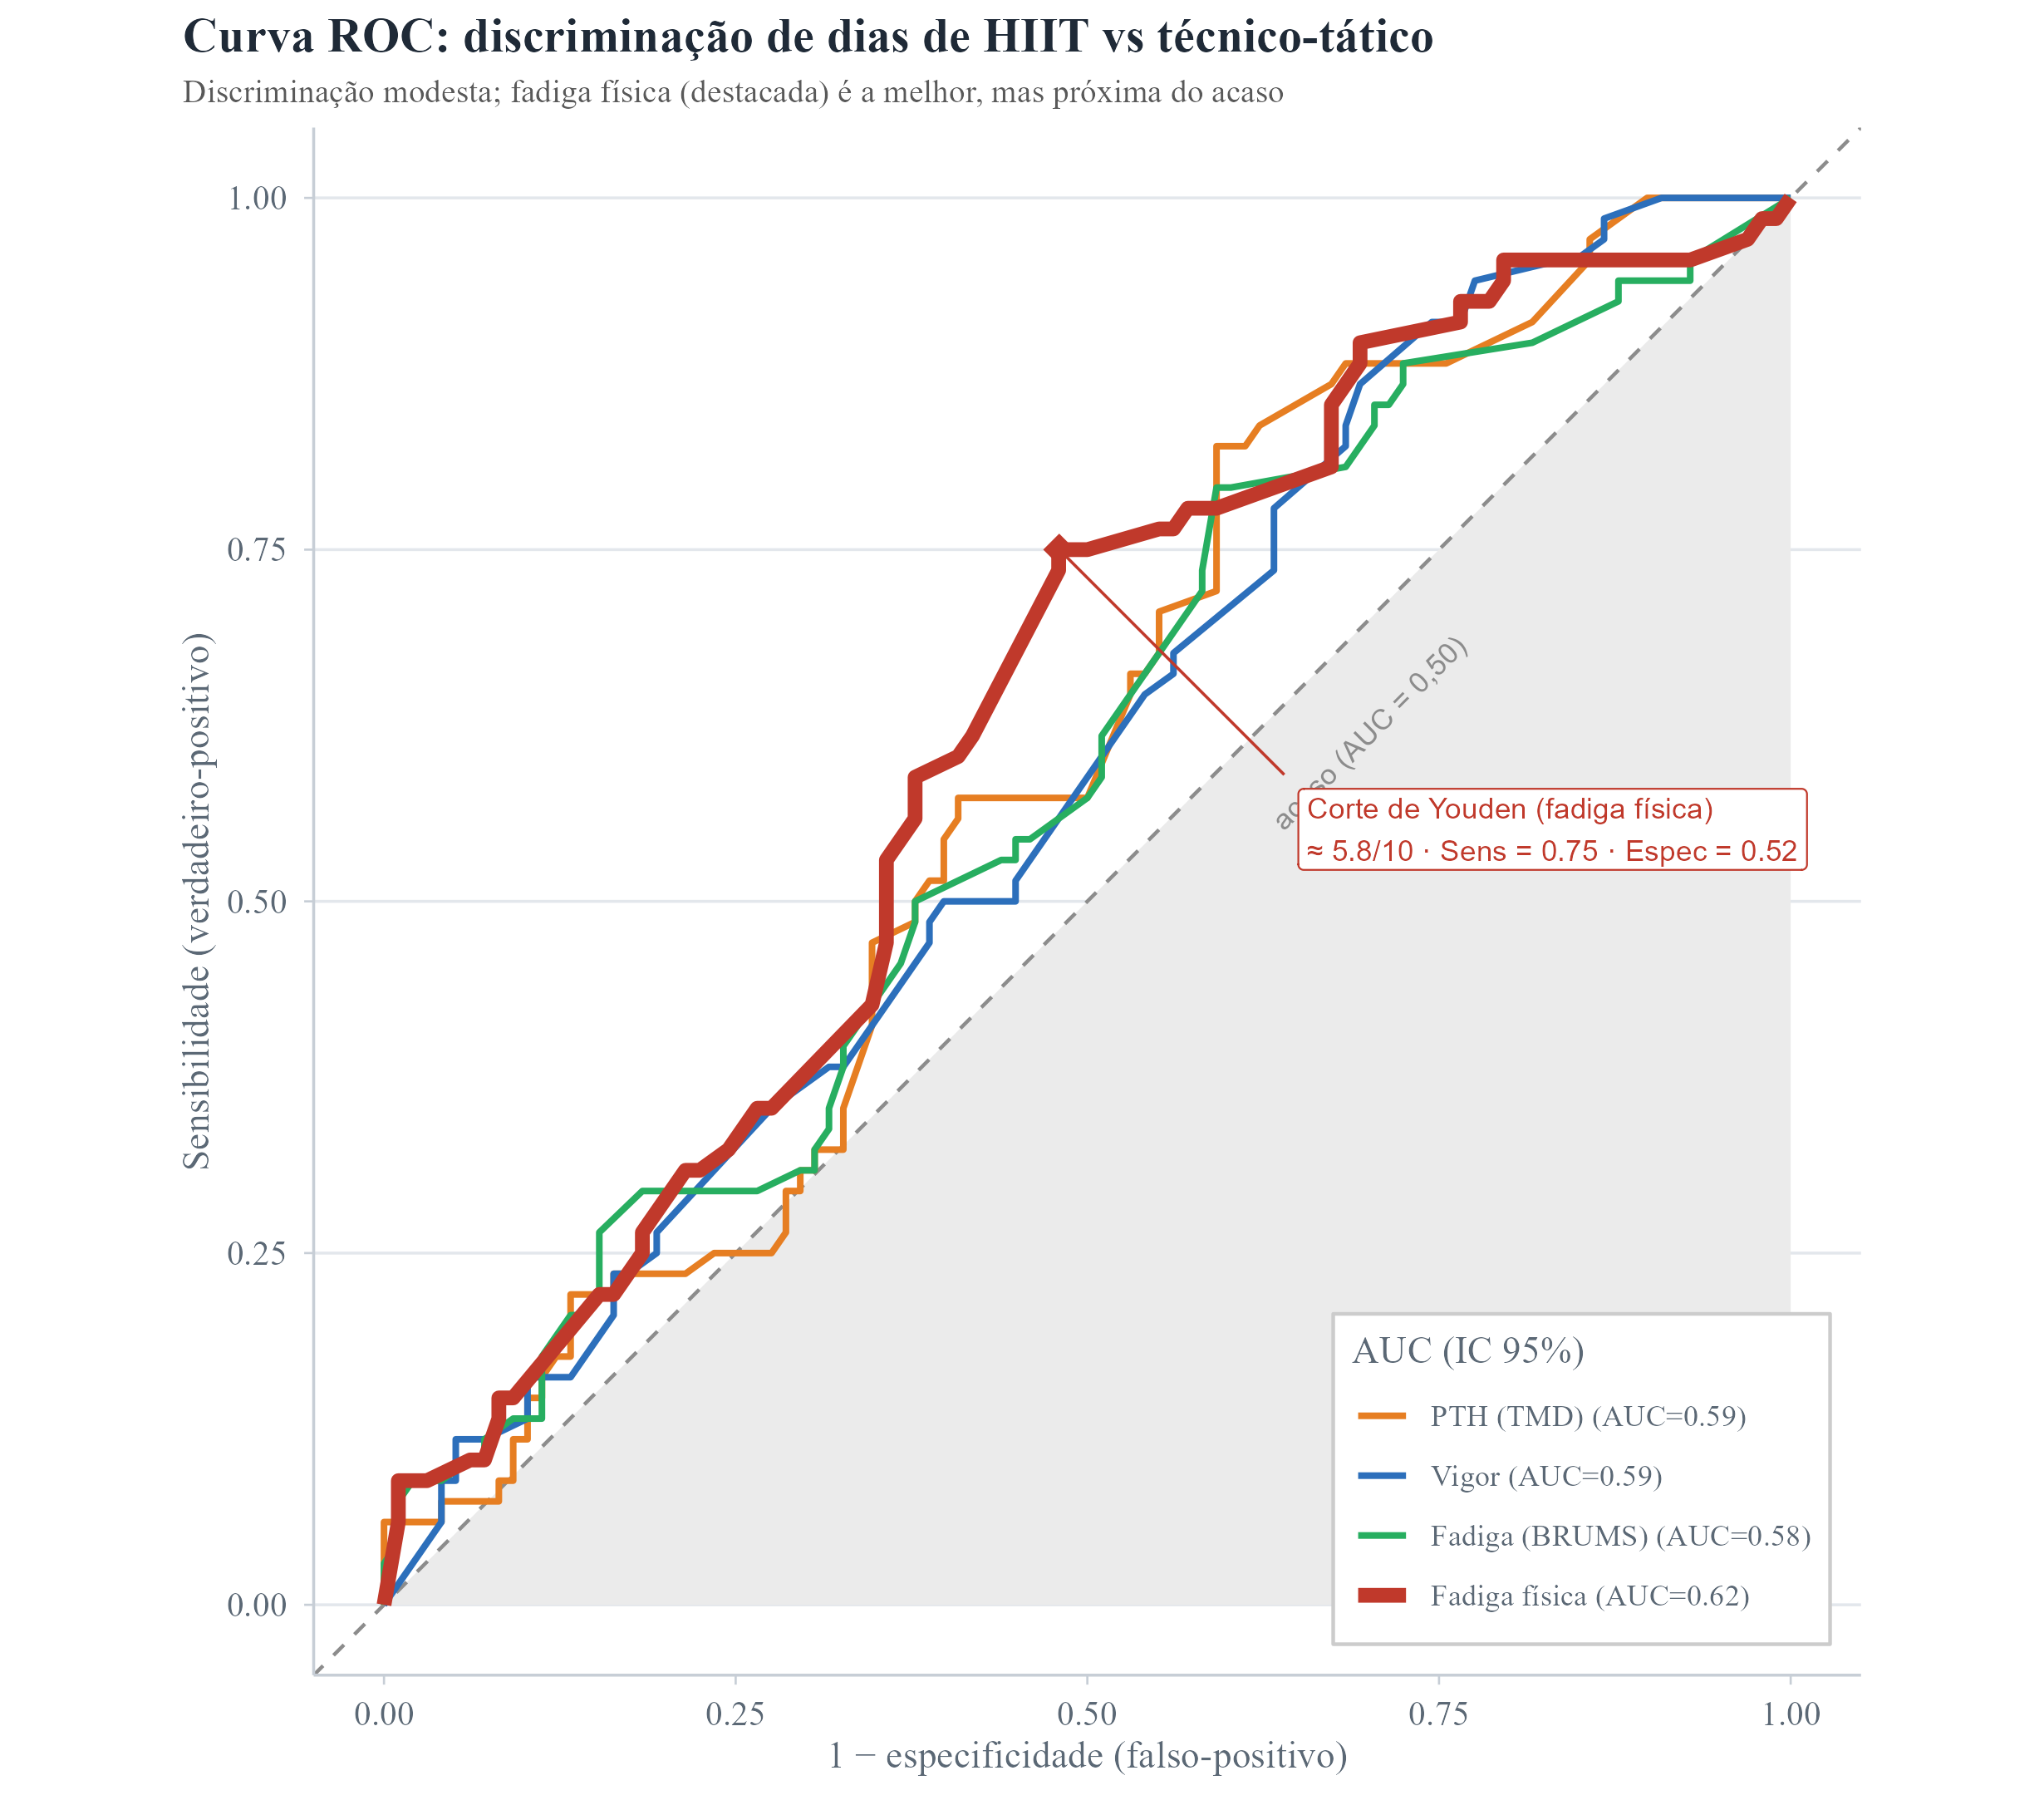 Curva ROC: discriminação de dias de HIIT vs técnico-tático
Discriminação modesta; fadiga física (destacada) é a melhor, mas próxima do acaso
Sensibilidade (verdadeiro-positivo)
1.00
0.75
0.50
0.25
0.00
(AUC = 0,50)
Corte de Youden (fadiga física)
≈ 5.8/10 · Sens = 0.75 · Espec = 0.52
AUC (IC 95%)
PTH (TMD) (AUC=0.59)
Vigor (AUC=0.59)
Fadiga (BRUMS) (AUC=0.58)
Fadiga física (AUC=0.62)
0.00
0.25
0.50
0.75
1.00
1 − especificidade (falso-positivo)